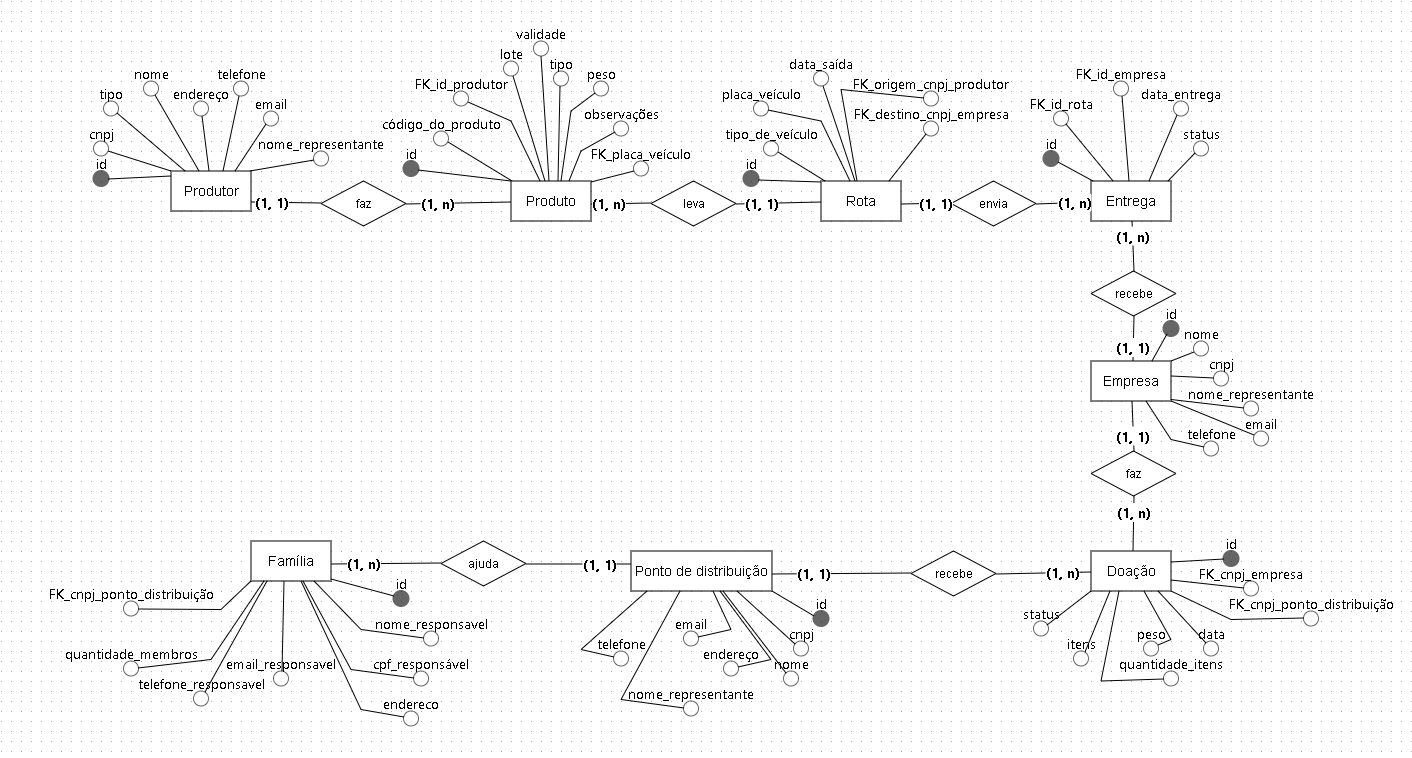 validade
lote
tipo
peso
FK_id_produtor
observações
código_do_produto
FK_placa_veículo
id
nome
telefone
tipo
endereço
email
cnpj
nome_representante
id
data_saída
FK_origem_cnpj_produtor
placa_veículo
FK_destino_cnpj_empresa
tipo_de_veículo
id
FK_id_empresa
FK_id_rota
data_entrega
status
id
Produtor
(1, 1)
faz
(1, n)
Produto
(1, n)
leva
(1, 1)
Rota
(1, 1)
envia
(1, n)
Entrega
(1, n)
recebe
(1, 1)
id
nome
cnpj
nome_representante
email
telefone
Empresa
(1, 1)
faz
(1, n)
Família
(1, n)
ajuda
(1, 1)
Ponto de distribuição
(1, 1)
recebe
(1, n)
Doação
id
FK_cnpj_empresa
FK_cnpj_ponto_distribuição
status
itens
peso
data
quantidade_itens
id
cnpj
email
telefone
endereço
nome
nome_representante
id
FK_cnpj_ponto_distribuição
nome_responsavel
quantidade_membros
email_responsavel
cpf_responsável
telefone_responsavel
endereco